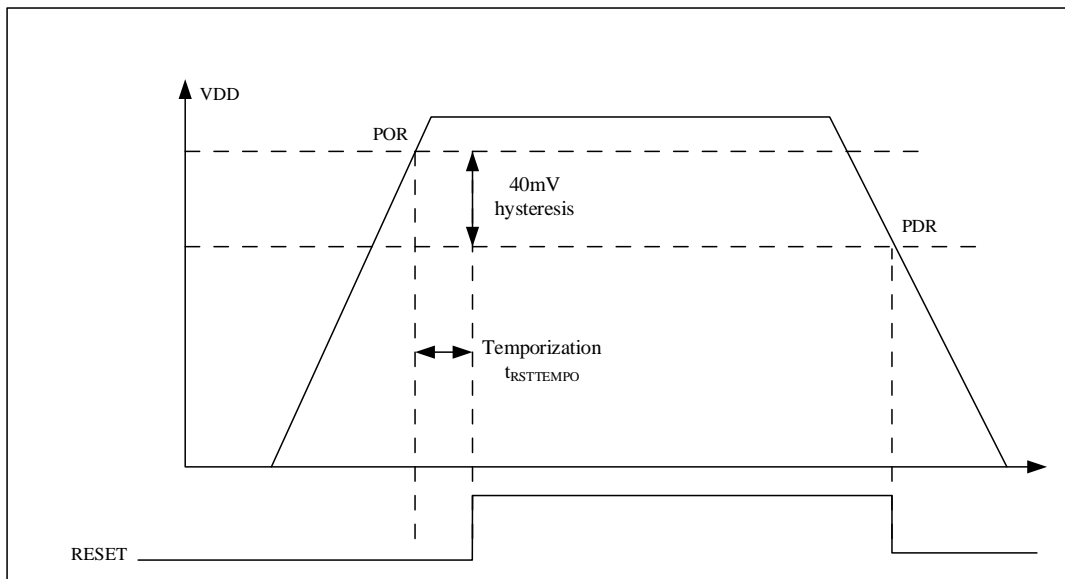 VDD
POR
40mV
hysteresis
PDR
Temporization
tRSTTEMPO
RESET